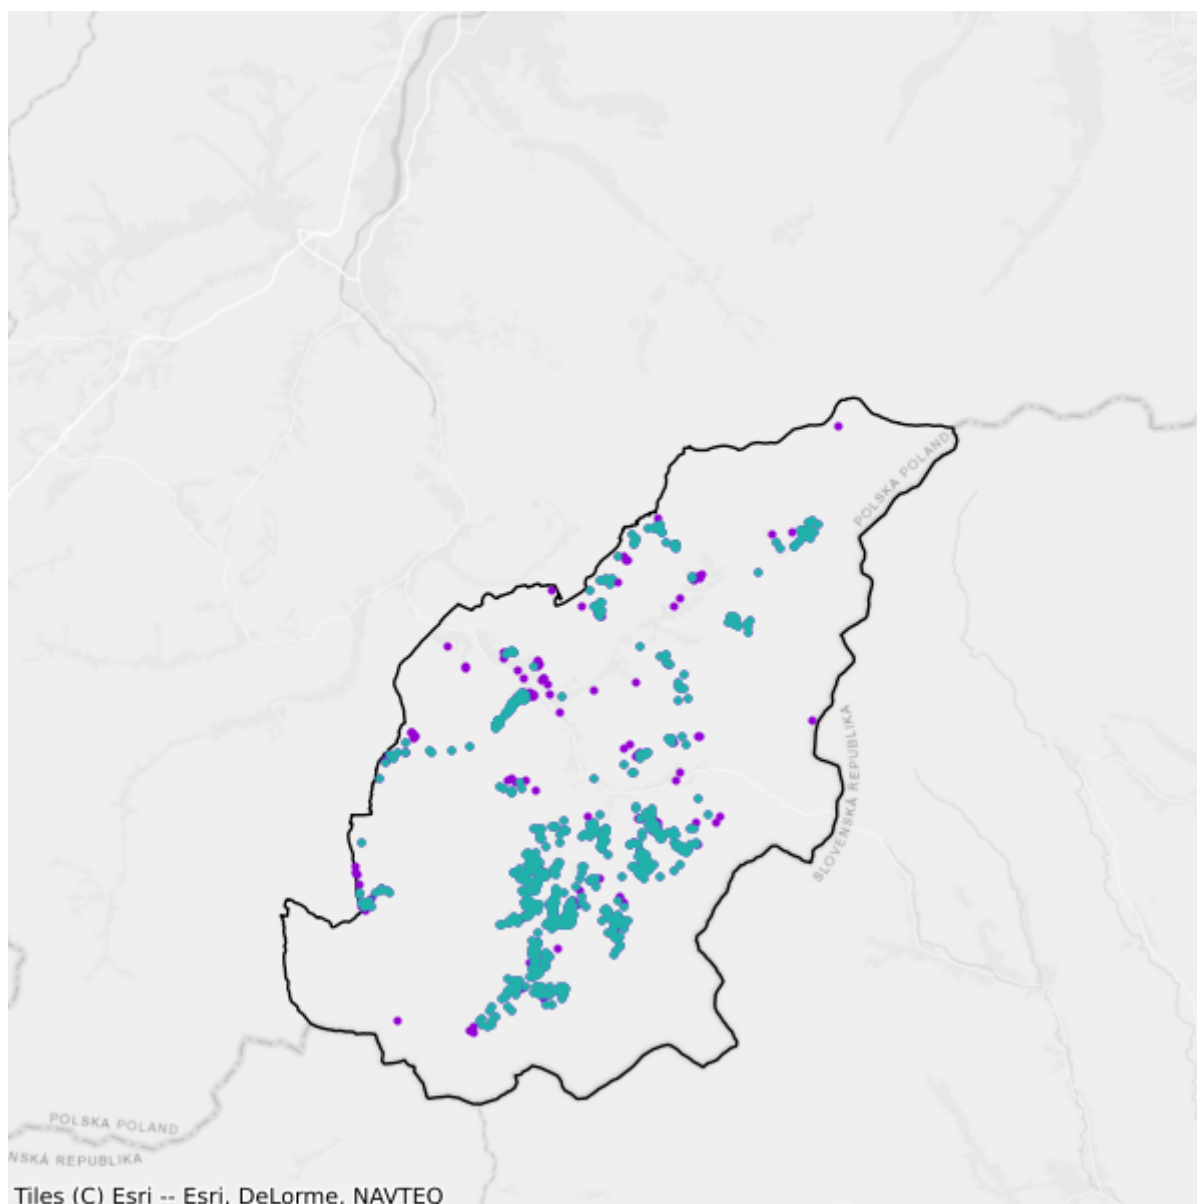 POLSKA POLAND
SLOVENSKÁ REPUBLIKA
POLSKA POLAND
NSKÁ REPUBLIKA
Tiles (C) Esri -- Esri, DeLorme, NAVTEQ